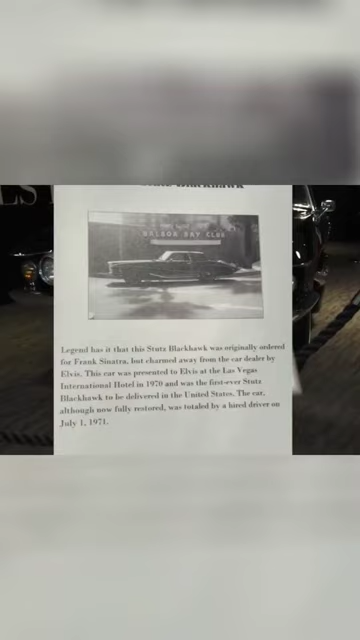 Stutz Blackhawk
BALBOA BAY CLUB
Legend has it that this Stutz Blackhawk was originally ordered
for Frank Sinatra, but charmed away from the car dealer by
Elvis. This car was presented to Elvis at the Las Vegas
International Hotel in 1970 and was the first-ever Stutz
Blackhawk to be delivered in the United States. The car,
although now fully restored, was totaled by a hired driver on
July 1, 1971.